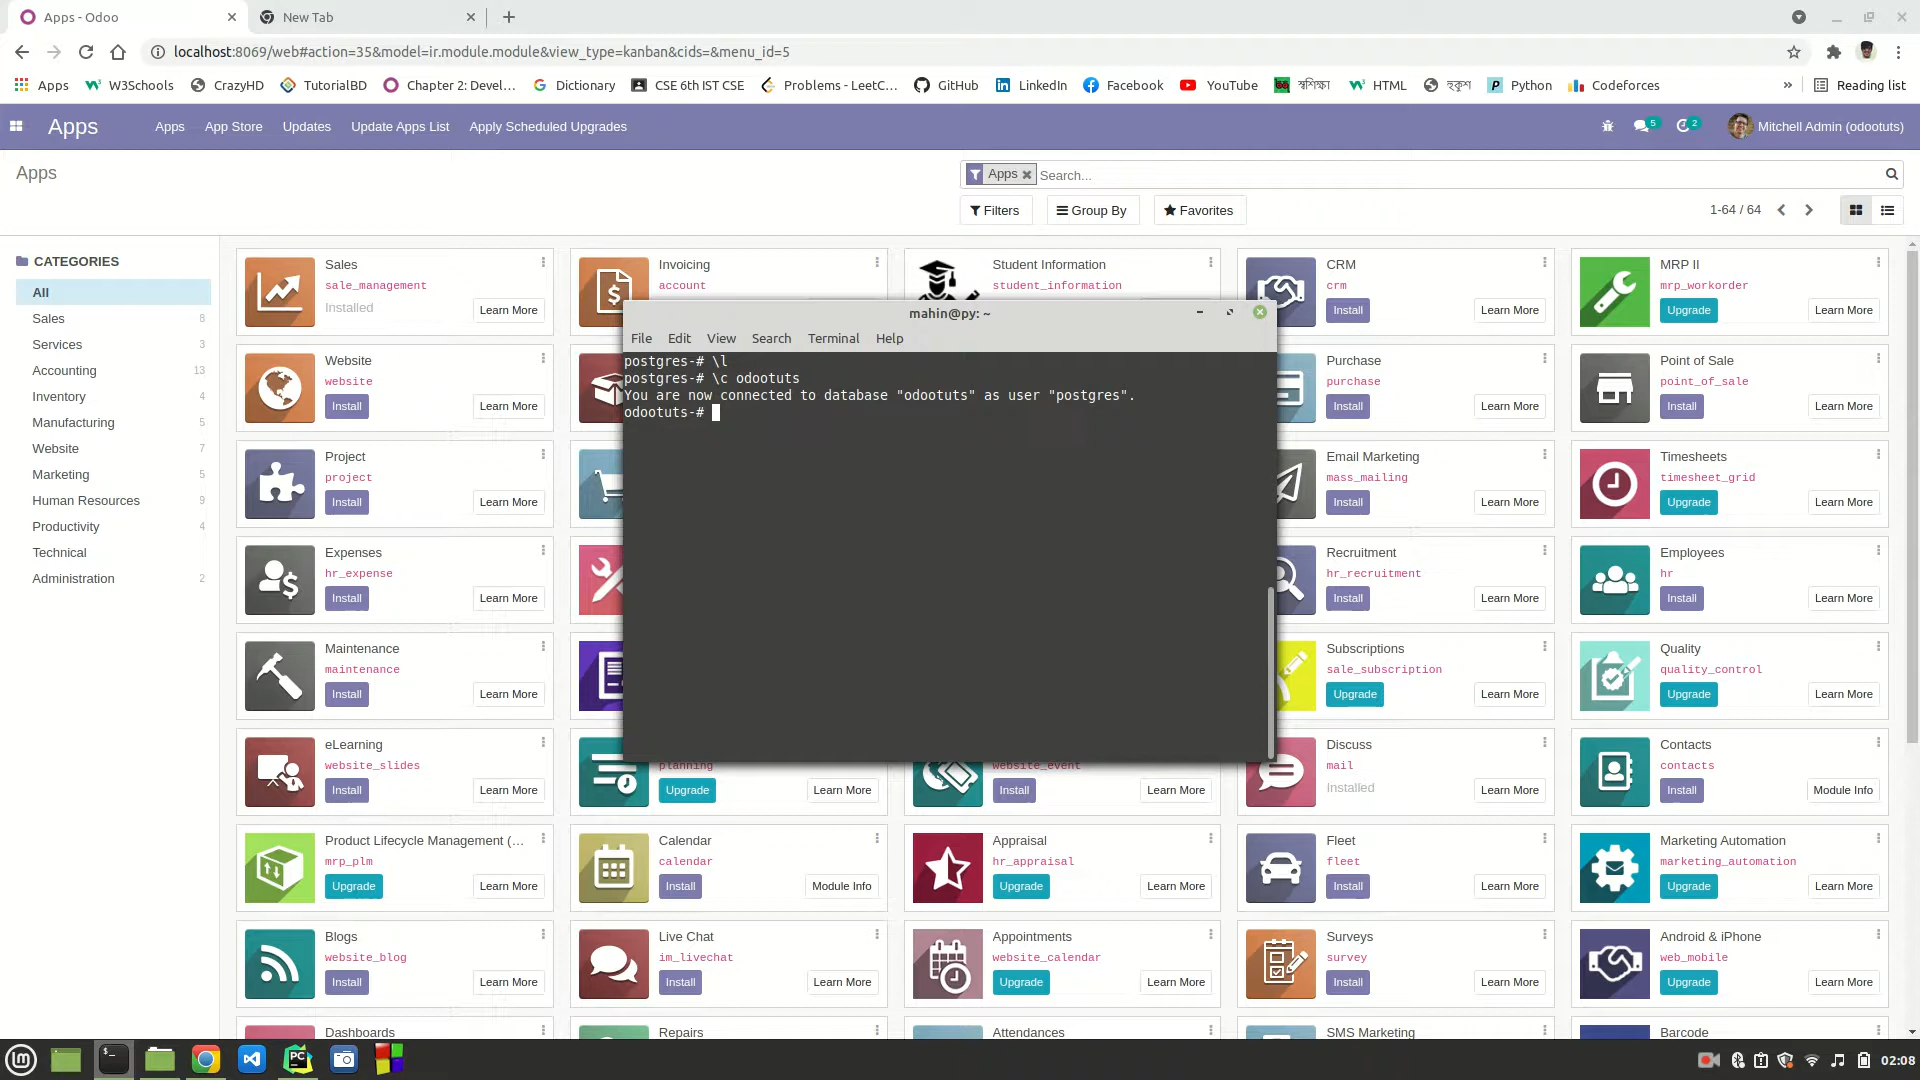 Apps - Odoo
New Tab
localhost:8069/web#action=35&model=ir.module.module&view_type=kanban&cids=&menu_id=5
Apps
W3Schools
CrazyHD
TutorialBD
Chapter 2: Devel...
Dictionary
CSE 6th IST CSE
Problems - LeetC...
GitHub
LinkedIn
Facebook
YouTube
স্বশিক্ষা
HTML
হুকুশ
Python
Codeforces
»
Reading list
Apps
Apps
App Store
Updates
Update Apps List
Apply Scheduled Upgrades
5
2
Mitchell Admin (odootuts)
Apps
Apps
Search...
Filters
Group By
Favorites
1-64 / 64
CATEGORIES
All
Sales 8
Services 3
Accounting 13
Inventory 4
Manufacturing 5
Website 7
Marketing 5
Human Resources 9
Productivity 4
Technical
Administration 2
Sales
sale_management
Installed
Learn More
Invoicing
account
Student Information
student_information
CRM
crm
Install
Learn More
MRP II
mrp_workorder
Upgrade
Learn More
mahin@py: ~
File Edit View Search Terminal Help
postgres-# \l
postgres-# \c odootuts
You are now connected to database "odootuts" as user "postgres".
odootuts-#
Website
website
Install
Learn More
Purchase
purchase
Install
Learn More
Point of Sale
point_of_sale
Install
Learn More
Project
project
Install
Learn More
Email Marketing
mass_mailing
Install
Learn More
Timesheets
timesheet_grid
Upgrade
Learn More
Expenses
hr_expense
Install
Learn More
Recruitment
hr_recruitment
Install
Learn More
Employees
hr
Install
Learn More
Maintenance
maintenance
Install
Learn More
Subscriptions
sale_subscription
Upgrade
Learn More
Quality
quality_control
Upgrade
Learn More
eLearning
website_slides
Install
Learn More
planning
Upgrade
Learn More
website_event
Install
Learn More
Discuss
mail
Installed
Learn More
Contacts
contacts
Install
Module Info
Product Lifecycle Management (...
mrp_plm
Upgrade
Learn More
Calendar
calendar
Install
Module Info
Appraisal
hr_appraisal
Upgrade
Learn More
Fleet
fleet
Install
Learn More
Marketing Automation
marketing_automation
Upgrade
Learn More
Blogs
website_blog
Install
Learn More
Live Chat
im_livechat
Install
Learn More
Appointments
website_calendar
Upgrade
Learn More
Surveys
survey
Install
Learn More
Android & iPhone
web_mobile
Upgrade
Learn More
Dashboards
Repairs
Attendances
SMS Marketing
Barcode
02:08